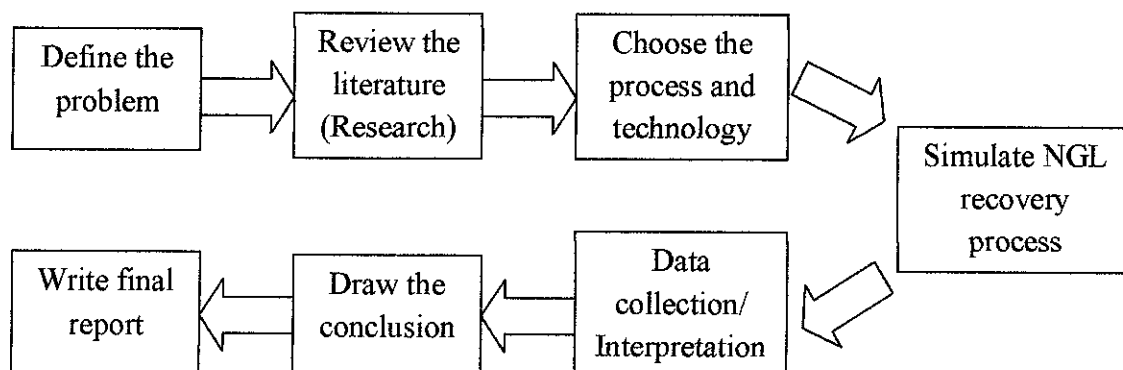 Define the
problem
Review the
literature
(Research)
Choose the
process and
technology
Simulate NGL
recovery
process
Data
collection/
Interpretation
Draw the
conclusion
Write final
report